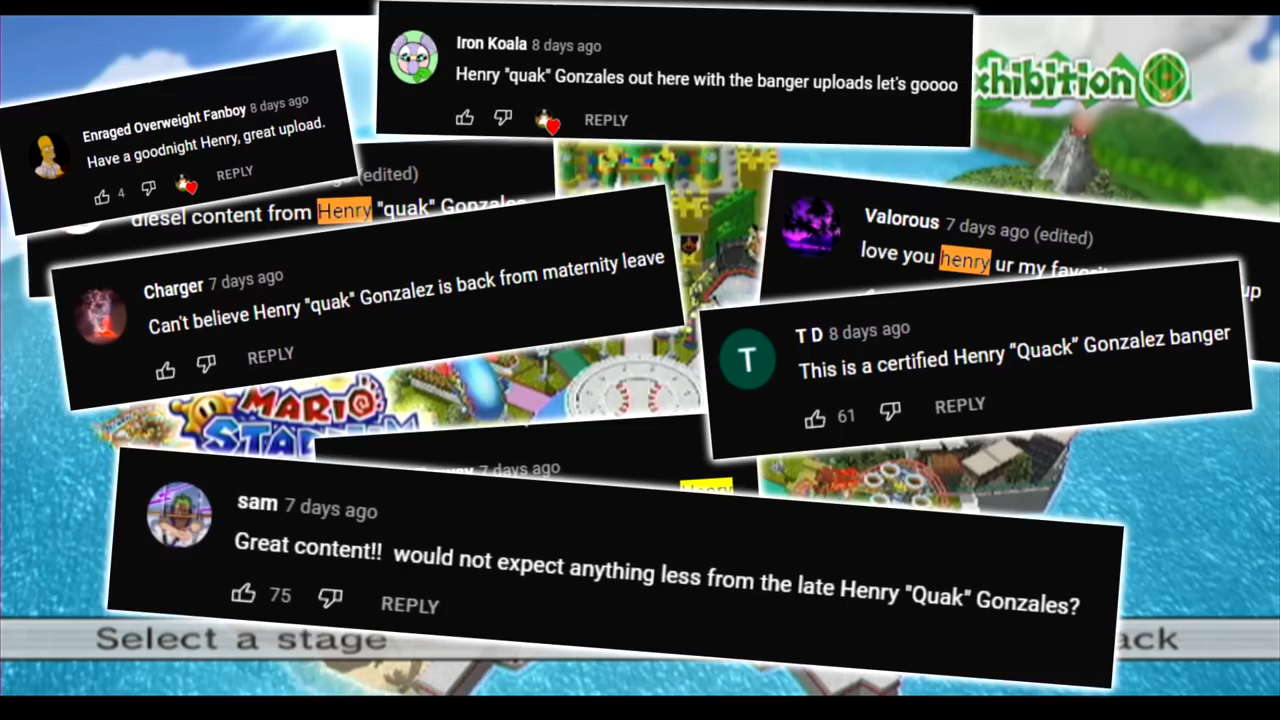 Iron Koala 8 days ago
Henry "quak" Gonzales out here with the banger uploads let's goooo
REPLY
xhibition
Enraged Overweight Fanboy 8 days ago
Have a goodnight Henry, great upload.
4 REPLY
(edited)
diesel content from Henry "quak" Gonzales
Valorous 7 days ago (edited)
love you henry ur my
up
Charger 7 days ago
Can't believe Henry "quak" Gonzalez is back from maternity leave
REPLY
T
T D 8 days ago
This is a certified Henry “Quack” Gonzalez banger
61 REPLY
MARIO
STADIUM
7 days ago
Henry
sam 7 days ago
Great content!! would not expect anything less from the late Henry "Quak" Gonzales?
75 REPLY
Select a stage
ack